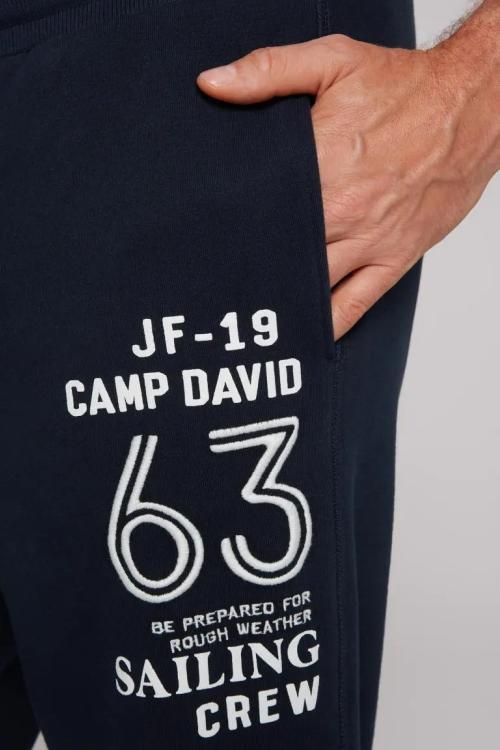 JF-19
CAMP DAVID
63
BE PREPARED FOR
ROUGH WEATHER
SAILING
CREW